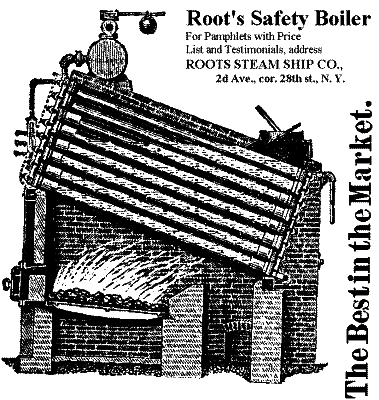 Root's Safety Boiler
For Pamphlets with Price
List and Testimonials, address
ROOTS STEAM SHIP CO.,
2d Ave., cor. 28th st., N. Y.
The Best in the Market.